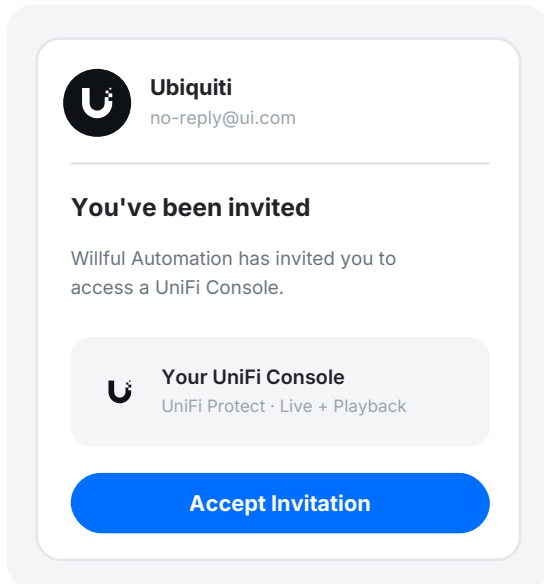 Ubiquiti
no-reply@ui.com
You've been invited
Willful Automation has invited you to
access a UniFi Console.
Your UniFi Console
UniFi Protect · Live + Playback
Accept Invitation